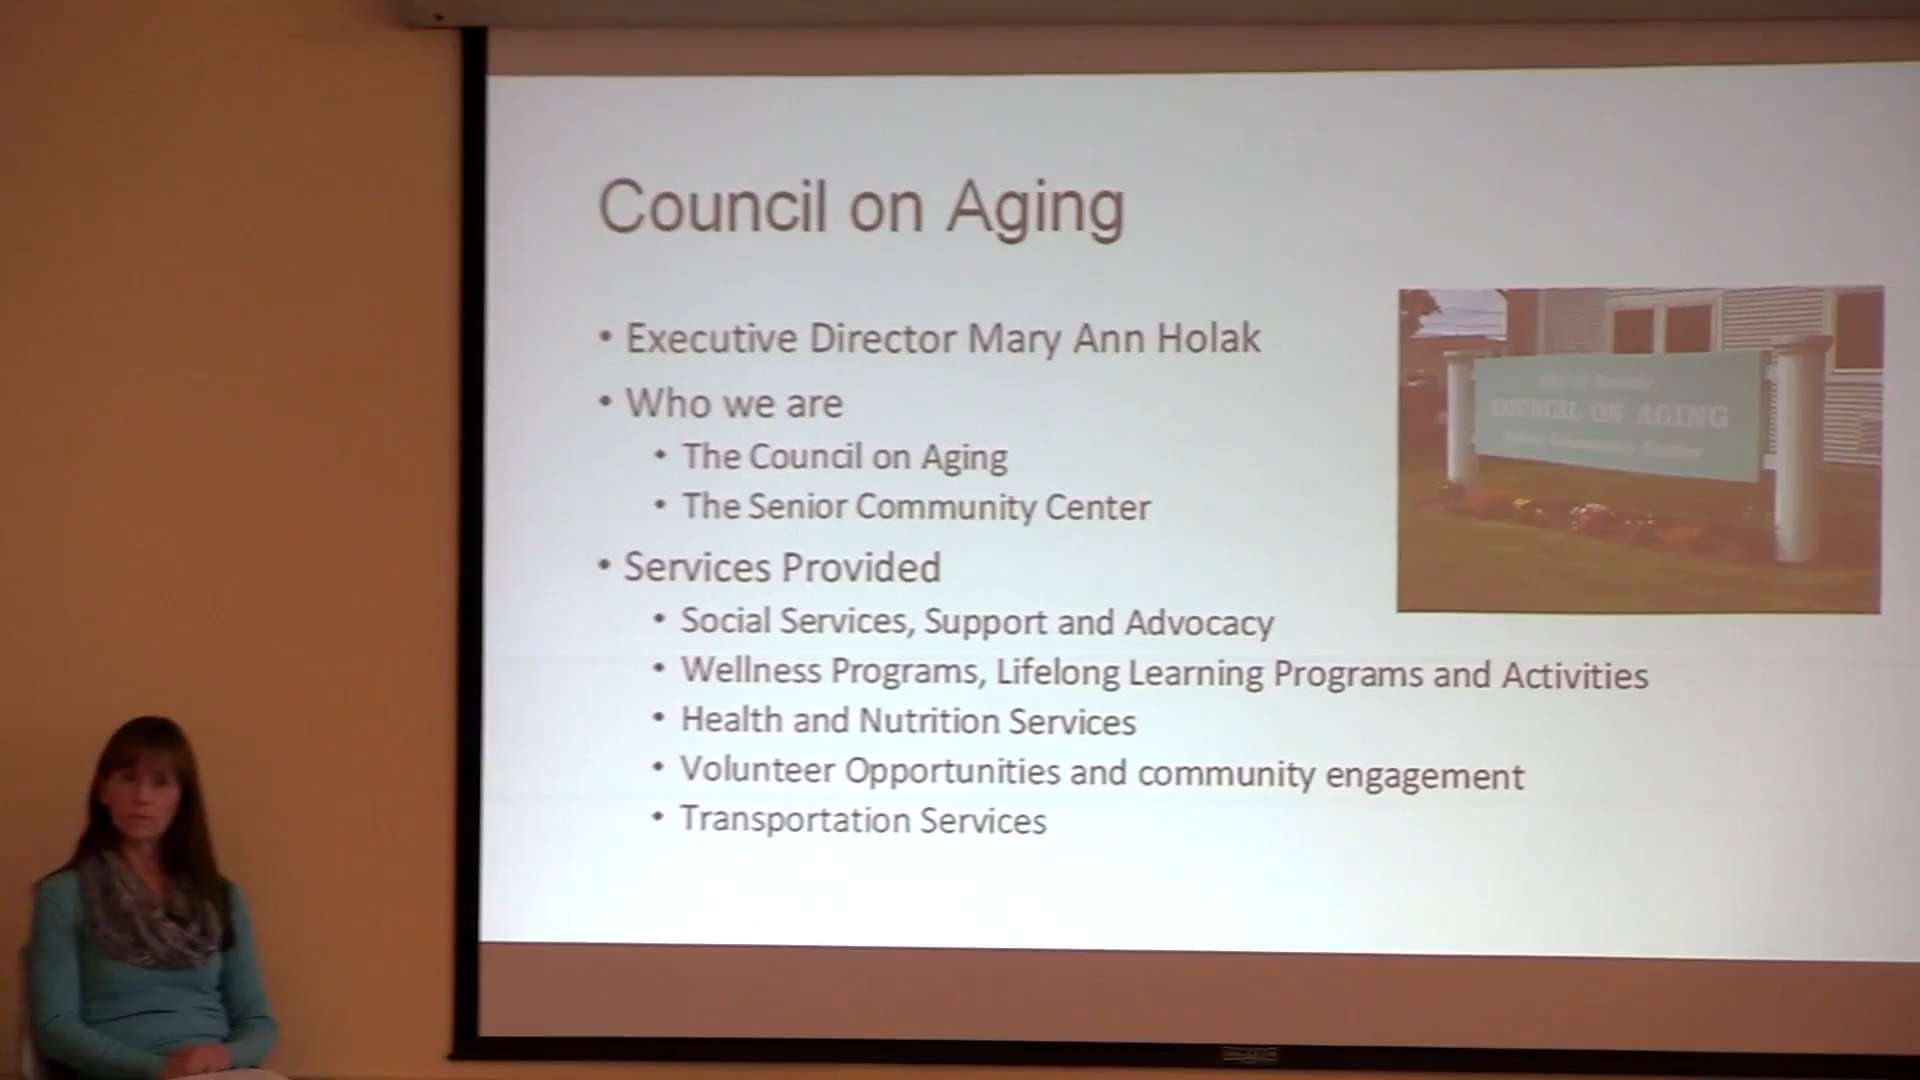 Council on Aging
• Executive Director Mary Ann Holak
• Who we are
• The Council on Aging
• The Senior Community Center
• Services Provided
• Social Services, Support and Advocacy
• Wellness Programs, Lifelong Learning Programs and Activities
• Health and Nutrition Services
• Volunteer Opportunities and community engagement
• Transportation Services
COUNCIL ON AGING